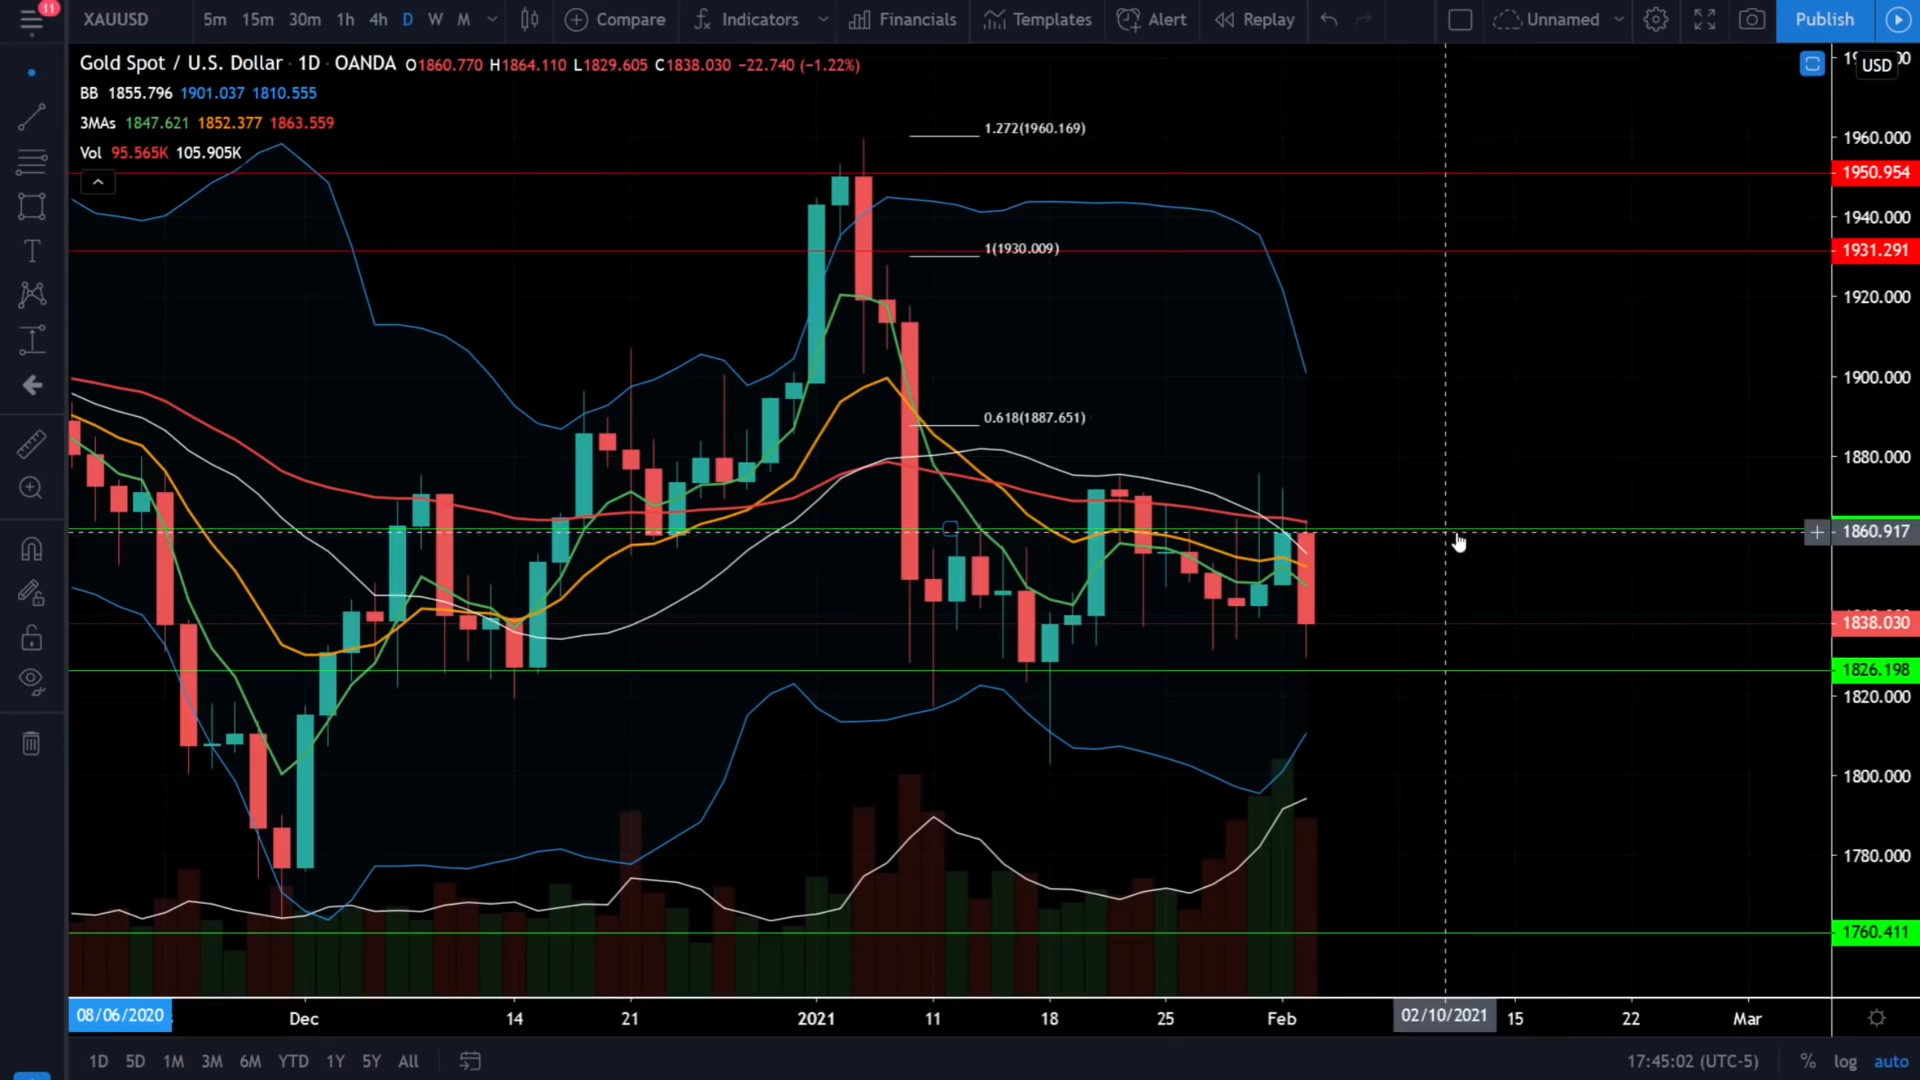 11
XAUUSD 5m 15m 30m 1h 4h D W M Compare Indicators Financials Templates Alert Replay Unnamed Publish
Gold Spot / U.S. Dollar · 1D · OANDA O1860.770 H1864.110 L1829.605 C1838.030 −22.740 (−1.22%)
BB 1855.796 1901.037 1810.555
3MAs 1847.621 1852.377 1863.559
Vol 95.565K 105.905K
USD
1.272(1960.169)
1(1930.009)
0.618(1887.651)
1960.000
1950.954
1940.000
1931.291
1920.000
1900.000
1880.000
1860.917
1838.030
1826.198
1820.000
1800.000
1780.000
1760.411
08/06/2020 Dec 14 21 2021 11 18 25 Feb 02/10/2021 15 22 Mar
1D 5D 1M 3M 6M YTD 1Y 5Y All 17:45:02 (UTC-5) % log auto